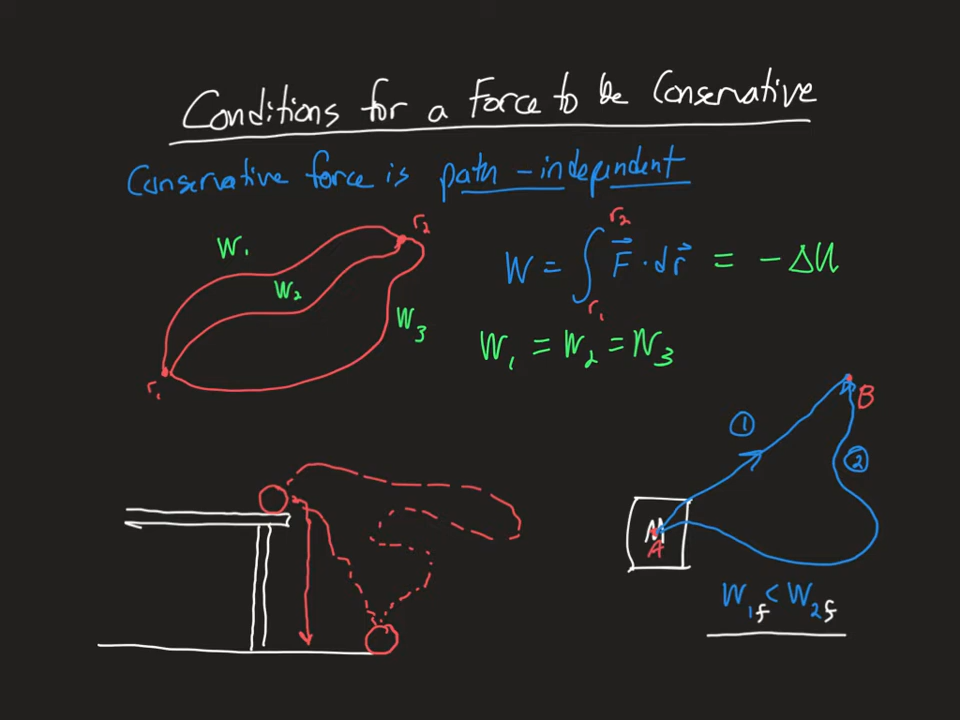 Conditions for a Force to be Conservative
Conservative force is path-independent
W₁
r₂
W₂
W₃
r₁
W = ∫ r₁ r₂ F⃗ · dr⃗ = -ΔU
W₁ = W₂ = W₃
①
B
②
M
A
W₁f < W₂f